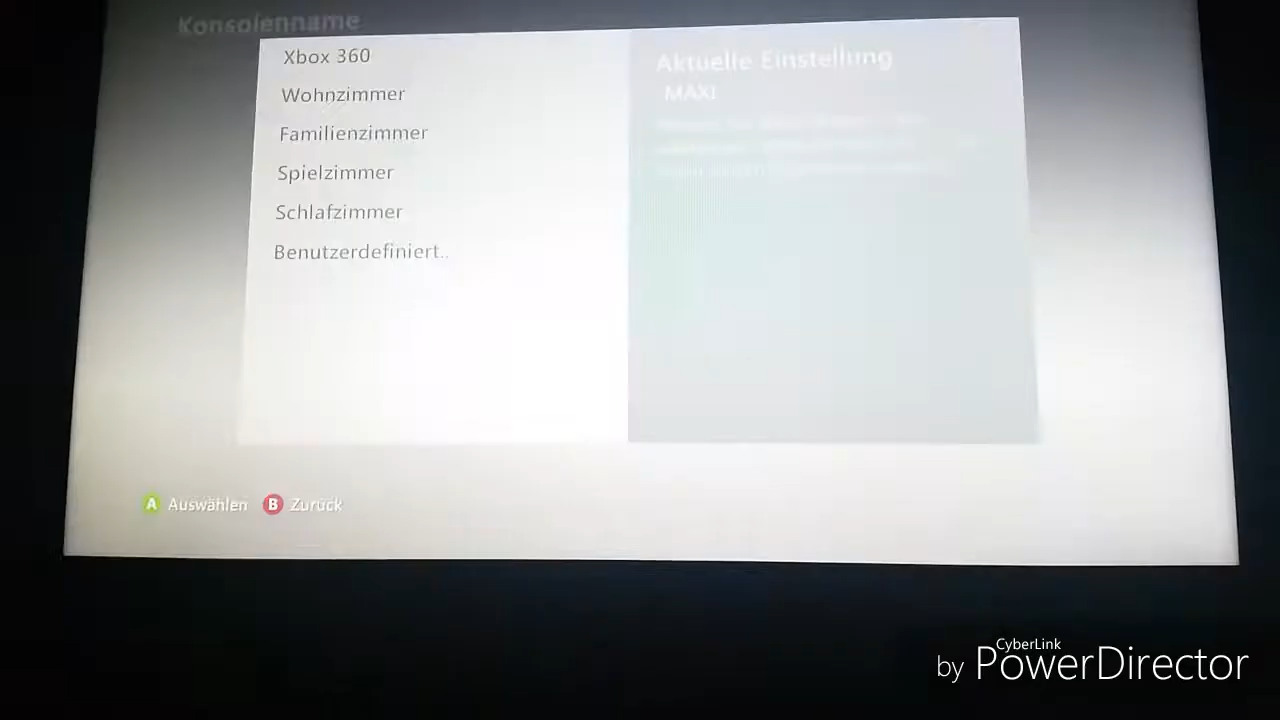 Konsolenname
Xbox 360
Wohnzimmer
Familienzimmer
Spielzimmer
Schlafzimmer
Benutzerdefiniert..
Aktuelle Einstellung
MAXI
A Auswählen B Zurück
CyberLink
by PowerDirector